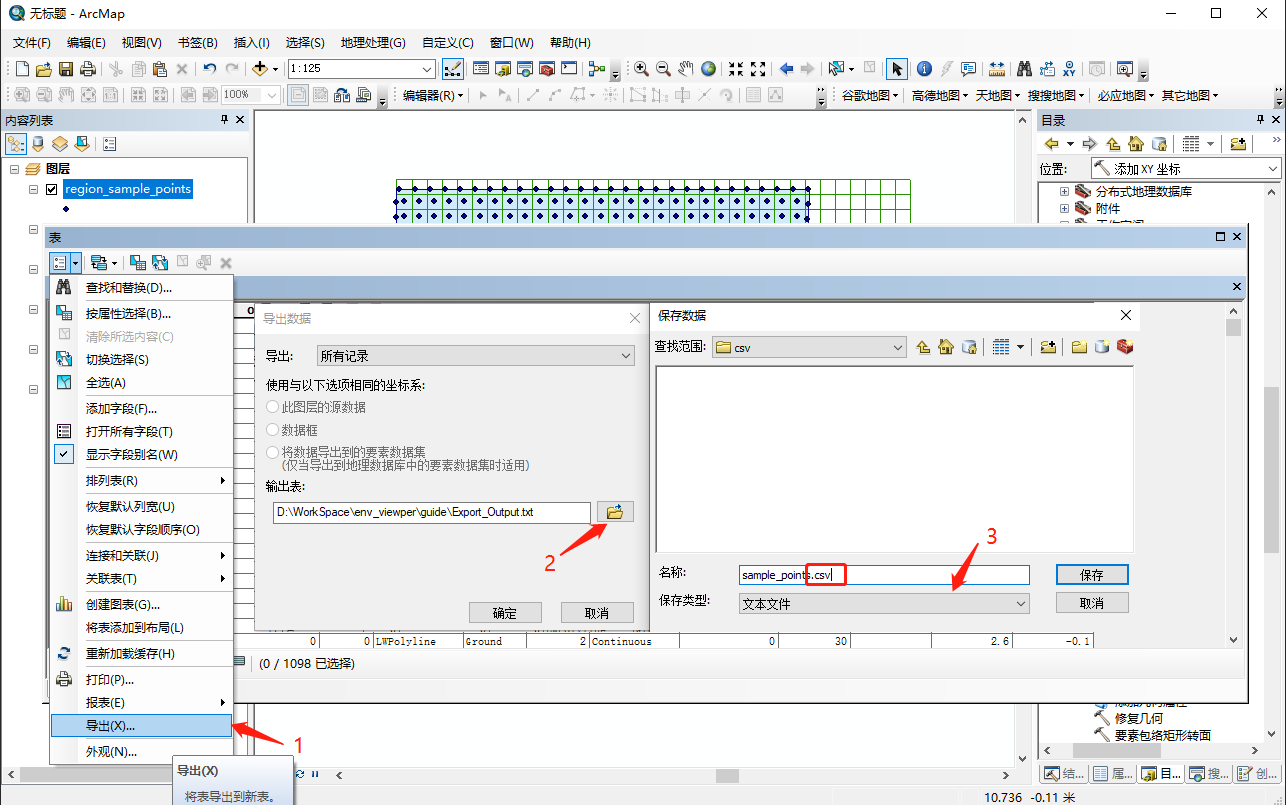 无标题 - ArcMap
文件(F) 编辑(E) 视图(V) 书签(B) 插入(I) 选择(S) 地理处理(G) 自定义(C) 窗口(W) 帮助(H)
1:125
100% 编辑器(R) 谷歌地图 高德地图 天地图 搜搜地图 必应地图 其它地图
内容列表
图层
region_sample_points
目录
位置: 添加 XY 坐标
分布式地理数据库
附件
表
查找和替换(D)...
按属性选择(B)...
清除所选内容(C)
切换选择(S)
全选(A)
添加字段(F)...
打开所有字段(T)
显示字段别名(W)
排列表(R)
恢复默认列宽(U)
恢复默认字段顺序(O)
连接和关联(J)
关联表(T)
创建图表(G)...
将表添加到布局(L)
重新加载缓存(H)
打印(P)...
报表(E)
导出(X)...
外观(N)...
1
导出(X)
将表导出到新表。
导出数据
导出: 所有记录
使用与以下选项相同的坐标系:
此图层的源数据
数据框
将数据导出到的要素数据集
(仅当导出到地理数据库中的要素数据集时适用)
输出表:
D:\WorkSpace\env_viewper\guide\Export_Output.txt
2
确定 取消
保存数据
查找范围: csv
3
名称: sample_points.csv 保存
保存类型: 文本文件 取消
0 0 LWPolyline Ground 2 Continuous 0 30 2.6 -0.1
(0 / 1098 已选择)
修复几何
要素包络矩形转面
结... 属... 目... 搜... 创...
10.736 -0.11 米